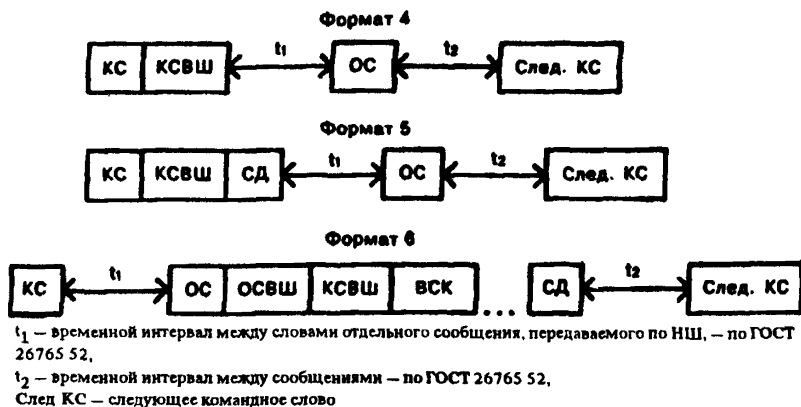 Формат 4
КС КСВШ t₁ ОС t₂ След. КС
Формат 5
КС КСВШ СД t₁ ОС t₂ След. КС
Формат 6
КС t₁ ОС ОСВШ КСВШ ВСК ... СД t₂ След. КС
t₁ — временной интервал между словами отдельного сообщения, передаваемого по НШ, — по ГОСТ
26765 52,
t₂ — временной интервал между сообщениями — по ГОСТ 26765 52,
След КС — следующее командное слово